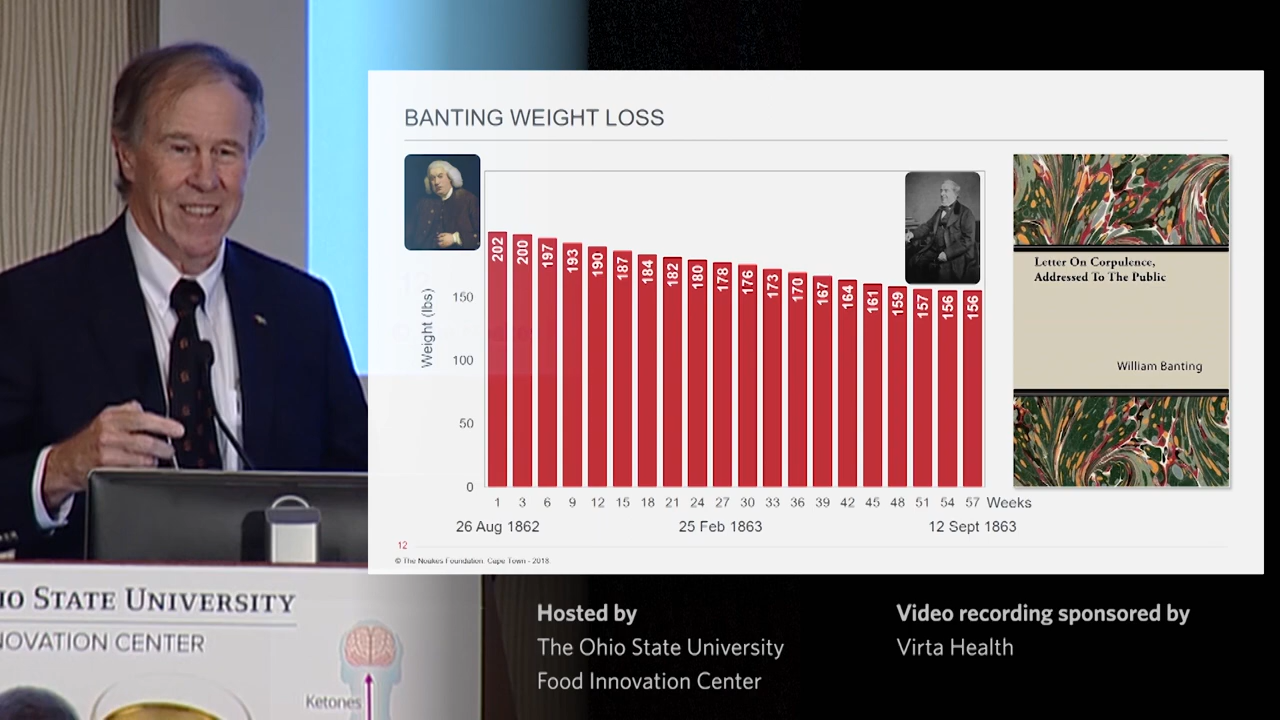 BANTING WEIGHT LOSS
Weight (lbs)
150
100
50
0
202
200
197
193
190
187
184
182
180
178
176
173
170
167
164
161
159
157
156
156
1 3 6 9 12 15 18 21 24 27 30 33 36 39 42 45 48 51 54 57 Weeks
26 Aug 1862 25 Feb 1863 12 Sept 1863
Letter On Corpulence,
Addressed To The Public
William Banting
12
© The Noakes Foundation. Cape Town - 2018
IO STATE UNIVERSITY
NOVATION CENTER
Ketones
Hosted by
The Ohio State University
Food Innovation Center
Video recording sponsored by
Virta Health